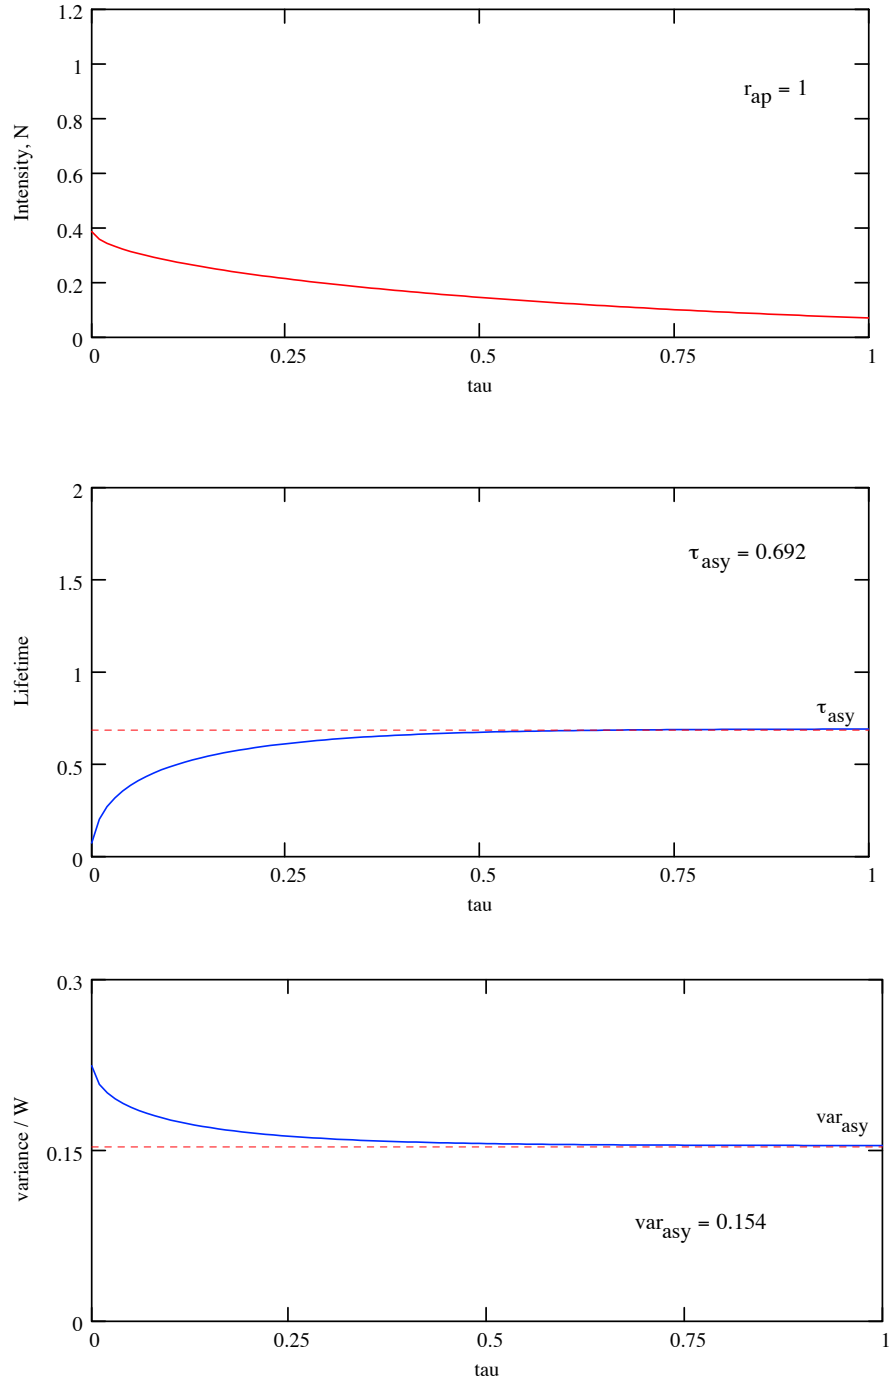 1.2
1
0.8
0.6
0.4
0.2
0
Intensity, N
r_ap = 1
0 0.25 0.5 0.75 1
tau
2
1.5
1
0.5
0
Lifetime
τ_asy = 0.692
τ_asy
0 0.25 0.5 0.75 1
tau
0.3
0.15
0
variance / W
var_asy
var_asy = 0.154
0 0.25 0.5 0.75 1
tau